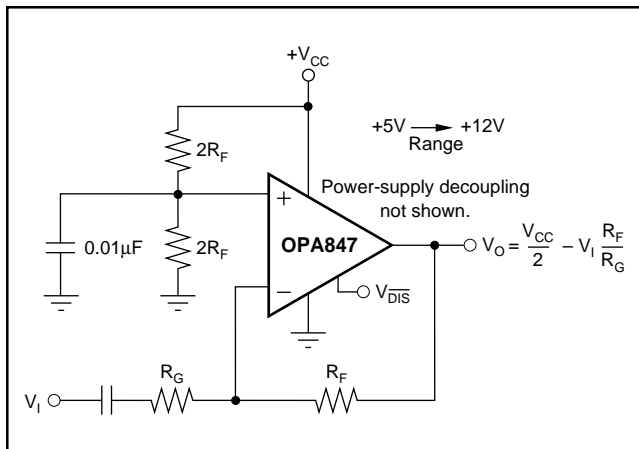 +V_CC
2R_F
+5V → +12V
Range
Power-supply decoupling
not shown.
+
OPA847
V_O = V_CC/2 − V_I R_F/R_G
0.01μF
2R_F
−
V_D̅I̅S̅
R_G
R_F
V_I